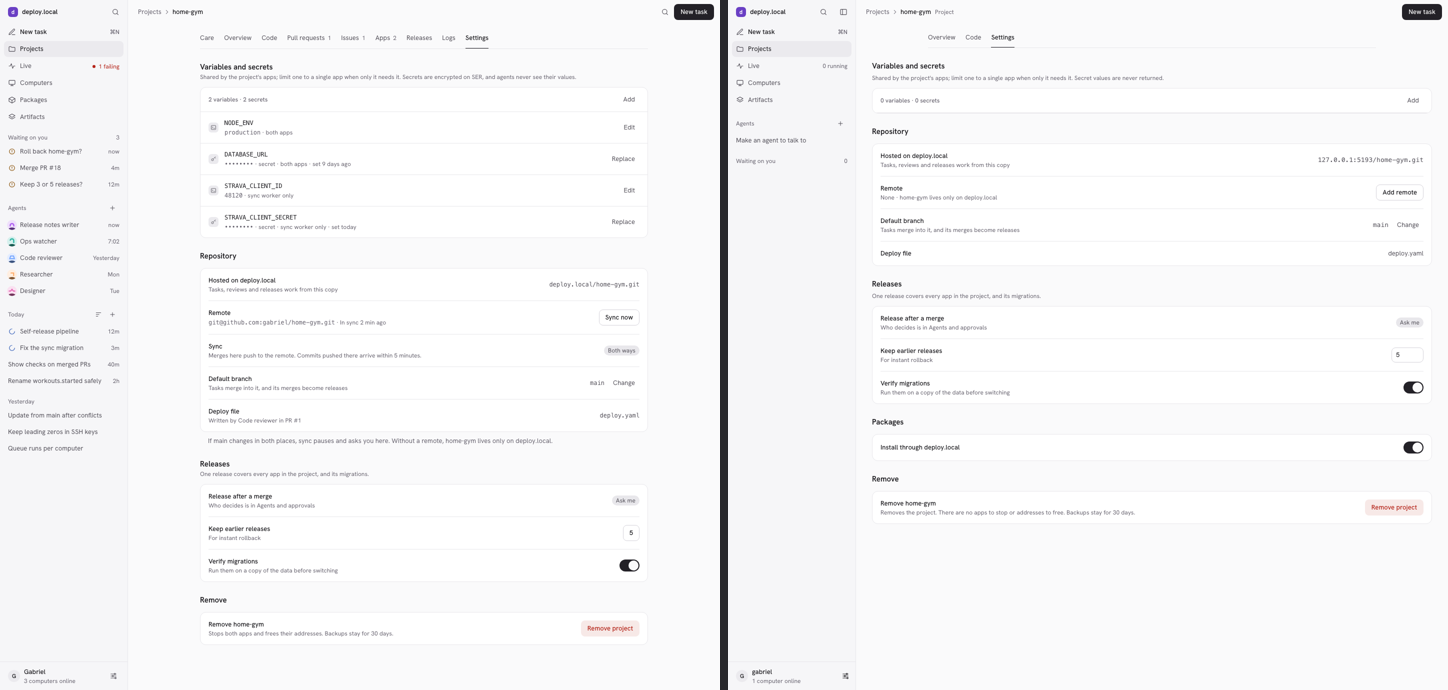 d deploy.local
New task ⌘N
Projects
Live 1 failing
Computers
Packages
Artifacts
Waiting on you 3
Roll back home-gym? now
Merge PR #18 4m
Keep 3 or 5 releases? 12m
Agents
Release notes writer now
Ops watcher 7:02
Code reviewer Yesterday
Researcher Mon
Designer Tue
Today
Self-release pipeline 12m
Fix the sync migration 3m
Show checks on merged PRs 40m
Rename workouts.started safely 2h
Yesterday
Update from main after conflicts
Keep leading zeros in SSH keys
Queue runs per computer
G Gabriel
3 computers online
Projects > home-gym
New task
Care Overview Code Pull requests 1 Issues 1 Apps 2 Releases Logs Settings
Variables and secrets
Shared by the project's apps; limit one to a single app when only it needs it. Secrets are encrypted on SER, and agents never see their values.
2 variables · 2 secrets Add
NODE_ENV
production · both apps
Edit
DATABASE_URL
•••••••• · secret · both apps · set 9 days ago
Replace
STRAVA_CLIENT_ID
48120 · sync worker only
Edit
STRAVA_CLIENT_SECRET
•••••••• · secret · sync worker only · set today
Replace
Repository
Hosted on deploy.local
Tasks, reviews and releases work from this copy
deploy.local/home-gym.git
Remote
git@github.com:gabriel/home-gym.git · In sync 2 min ago
Sync now
Sync
Merges here push to the remote. Commits pushed there arrive within 5 minutes.
Both ways
Default branch
Tasks merge into it, and its merges become releases
main Change
Deploy file
Written by Code reviewer in PR #1
deploy.yaml
If main changes in both places, sync pauses and asks you here. Without a remote, home-gym lives only on deploy.local.
Releases
One release covers every app in the project, and its migrations.
Release after a merge
Who decides is in Agents and approvals
Ask me
Keep earlier releases
For instant rollback
5
Verify migrations
Run them on a copy of the data before switching
Remove
Remove home-gym
Stops both apps and frees their addresses. Backups stay for 30 days.
Remove project
d deploy.local
New task ⌘N
Projects
Live 0 running
Computers
Artifacts
Agents
Make an agent to talk to
Waiting on you 0
G gabriel
1 computer online
Projects > home-gym Project
New task
Overview Code Settings
Variables and secrets
Shared by the project's apps; limit one to a single app when only it needs it. Secret values are never returned.
0 variables · 0 secrets Add
Repository
Hosted on deploy.local
Tasks, reviews and releases work from this copy
127.0.0.1:5193/home-gym.git
Remote
None · home-gym lives only on deploy.local
Add remote
Default branch
Tasks merge into it, and its merges become releases
main Change
Deploy file deploy.yaml
Releases
One release covers every app in the project, and its migrations.
Release after a merge
Who decides is in Agents and approvals
Ask me
Keep earlier releases
For instant rollback
5
Verify migrations
Run them on a copy of the data before switching
Packages
Install through deploy.local
Remove
Remove home-gym
Removes the project. There are no apps to stop or addresses to free. Backups stay for 30 days.
Remove project